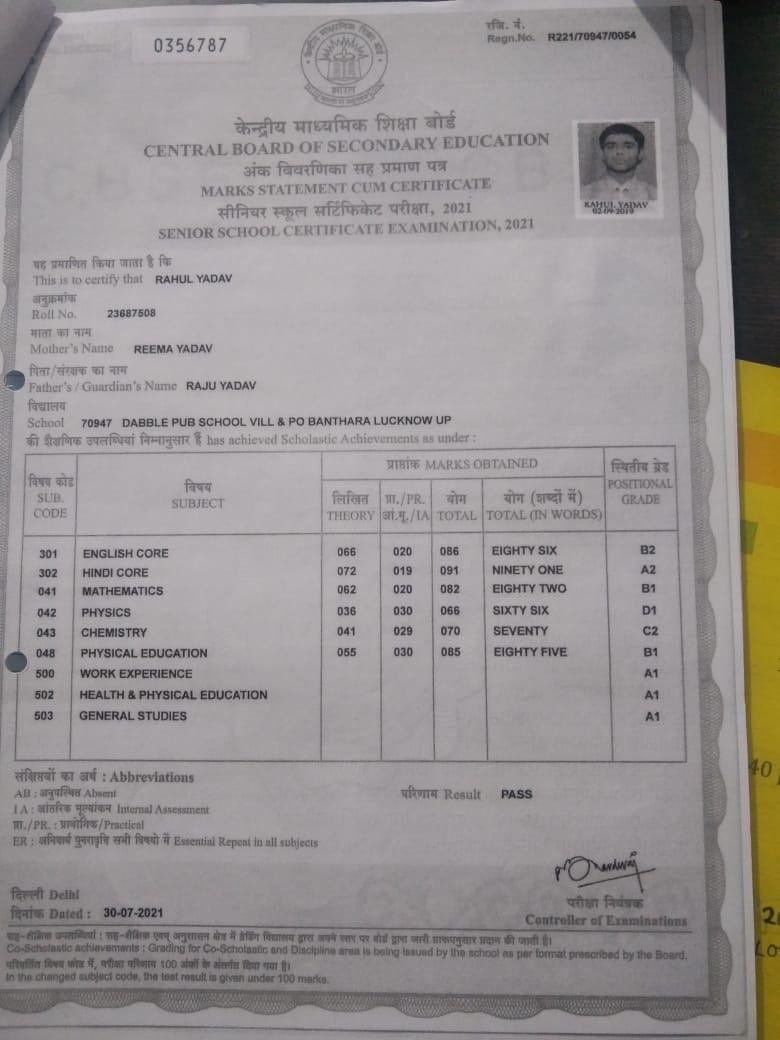 0356787
रजि. नं.
Regn.No. R221/70947/0054
भारत
केन्द्रीय माध्यमिक शिक्षा बोर्ड
CENTRAL BOARD OF SECONDARY EDUCATION
अंक विवरणिका सह प्रमाण पत्र
MARKS STATEMENT CUM CERTIFICATE
सीनियर स्कूल सर्टिफिकेट परीक्षा, 2021
SENIOR SCHOOL CERTIFICATE EXAMINATION, 2021
RAHUL YADAV
02-09-2019
यह प्रमाणित किया जाता है कि
This is to certify that RAHUL YADAV
अनुक्रमांक
Roll No. 23687508
माता का नाम
Mother's Name REEMA YADAV
पिता/संरक्षक का नाम
Father's / Guardian's Name RAJU YADAV
विद्यालय
School 70947 DABBLE PUB SCHOOL VILL & PO BANTHARA LUCKNOW UP
की शैक्षणिक उपलब्धियां निम्नानुसार हैं has achieved Scholastic Achievements as under :
विषय कोड SUB. CODE
विषय SUBJECT
प्राप्तांक MARKS OBTAINED
लिखित THEORY
प्रा./PR. आं.मू./IA
योग TOTAL
योग (शब्दों में) TOTAL (IN WORDS)
स्थितीय ग्रेड POSITIONAL GRADE
301 ENGLISH CORE 066 020 086 EIGHTY SIX B2
302 HINDI CORE 072 019 091 NINETY ONE A2
041 MATHEMATICS 062 020 082 EIGHTY TWO B1
042 PHYSICS 036 030 066 SIXTY SIX D1
043 CHEMISTRY 041 029 070 SEVENTY C2
048 PHYSICAL EDUCATION 055 030 085 EIGHTY FIVE B1
500 WORK EXPERIENCE A1
502 HEALTH & PHYSICAL EDUCATION A1
503 GENERAL STUDIES A1
संक्षिप्तियों का अर्थ : Abbreviations
AB : अनुपस्थित Absent
परिणाम Result PASS
I A : आंतरिक मूल्यांकन Internal Assessment
प्रा./PR. : प्रायोगिक/Practical
ER : अनिवार्य पुनरावृत्ति सभी विषयों में Essential Repeat in all subjects
दिल्ली Delhi
दिनांक Dated : 30-07-2021
परीक्षा नियंत्रक
Controller of Examinations
सह-शैक्षिक उपलब्धियां : सह-शैक्षिक एवम् अनुशासन क्षेत्र में ग्रेडिंग विद्यालय द्वारा अपने स्तर पर बोर्ड द्वारा जारी प्रारूपानुसार प्रदान की जाती है।
Co-Scholastic achievements : Grading for Co-Scholastic and Discipline area is being issued by the school as per format prescribed by the Board.
परिवर्तित विषय कोड में, परीक्षा परिणाम 100 अंकों के अंतर्गत दिया गया है।
In the changed subject code, the test result is given under 100 marks.
40